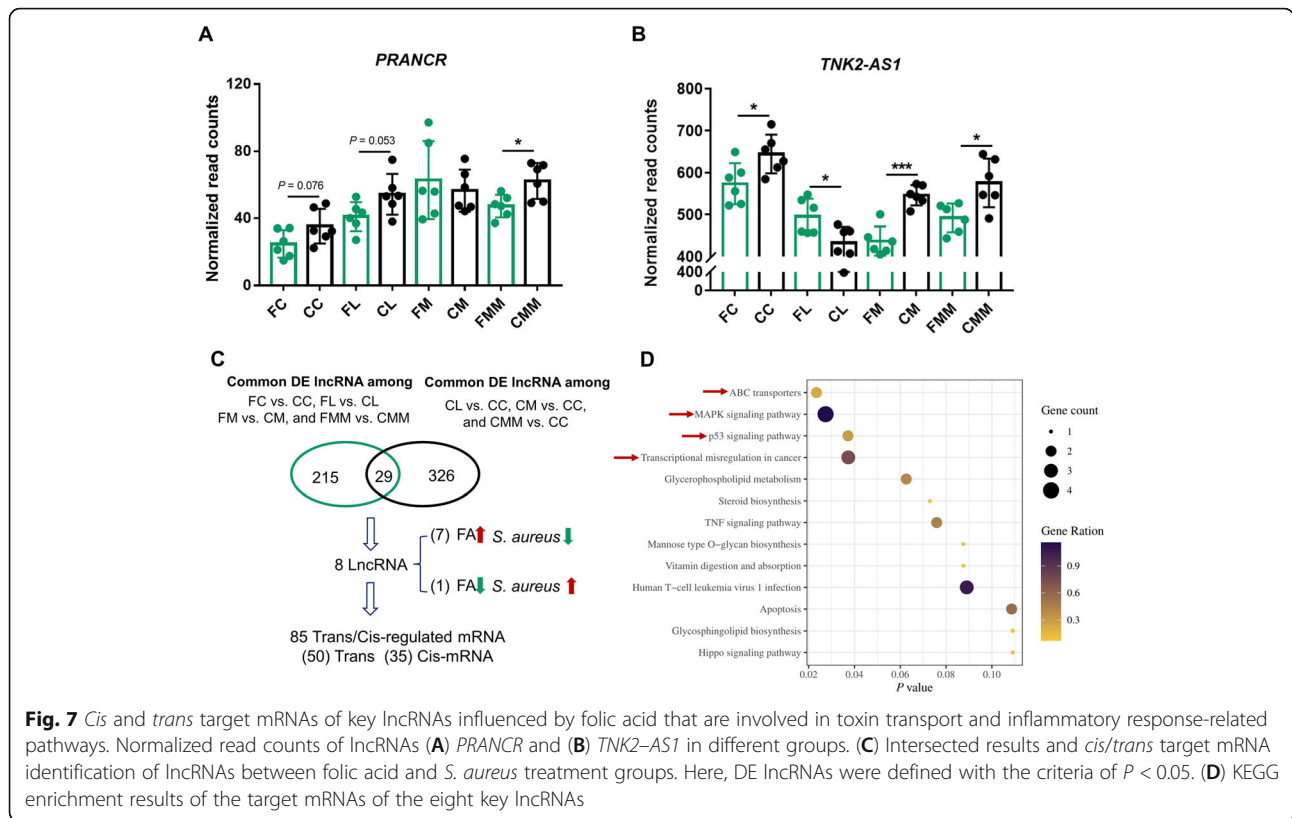 A
PRANCR
Normalized read counts
120
80
40
0
P = 0.076
P = 0.053
*
FC CC FL CL FM CM FMM CMM
B
TNK2-AS1
Normalized read counts
800
700
600
500
400
400
0
*
*
***
*
FC CC FL CL FM CM FMM CMM
C
Common DE lncRNA among
FC vs. CC, FL vs. CL
FM vs. CM, and FMM vs. CMM
Common DE lncRNA among
CL vs. CC, CM vs. CC,
and CMM vs. CC
215 29 326
8 LncRNA
(7) FA S. aureus
(1) FA S. aureus
85 Trans/Cis-regulated mRNA
(50) Trans (35) Cis-mRNA
D
ABC transporters
MAPK signaling pathway
p53 signaling pathway
Transcriptional misregulation in cancer
Glycerophospholipid metabolism
Steroid biosynthesis
TNF signaling pathway
Mannose type O−glycan biosynthesis
Vitamin digestion and absorption
Human T−cell leukemia virus 1 infection
Apoptosis
Glycosphingolipid biosynthesis
Hippo signaling pathway
0.02 0.04 0.06 0.08 0.10
P value
Gene count
1
2
3
4
Gene Ration
0.9
0.6
0.3
Fig. 7 Cis and trans target mRNAs of key lncRNAs influenced by folic acid that are involved in toxin transport and inflammatory response-related
pathways. Normalized read counts of lncRNAs (A) PRANCR and (B) TNK2–AS1 in different groups. (C) Intersected results and cis/trans target mRNA
identification of lncRNAs between folic acid and S. aureus treatment groups. Here, DE lncRNAs were defined with the criteria of P < 0.05. (D) KEGG
enrichment results of the target mRNAs of the eight key lncRNAs